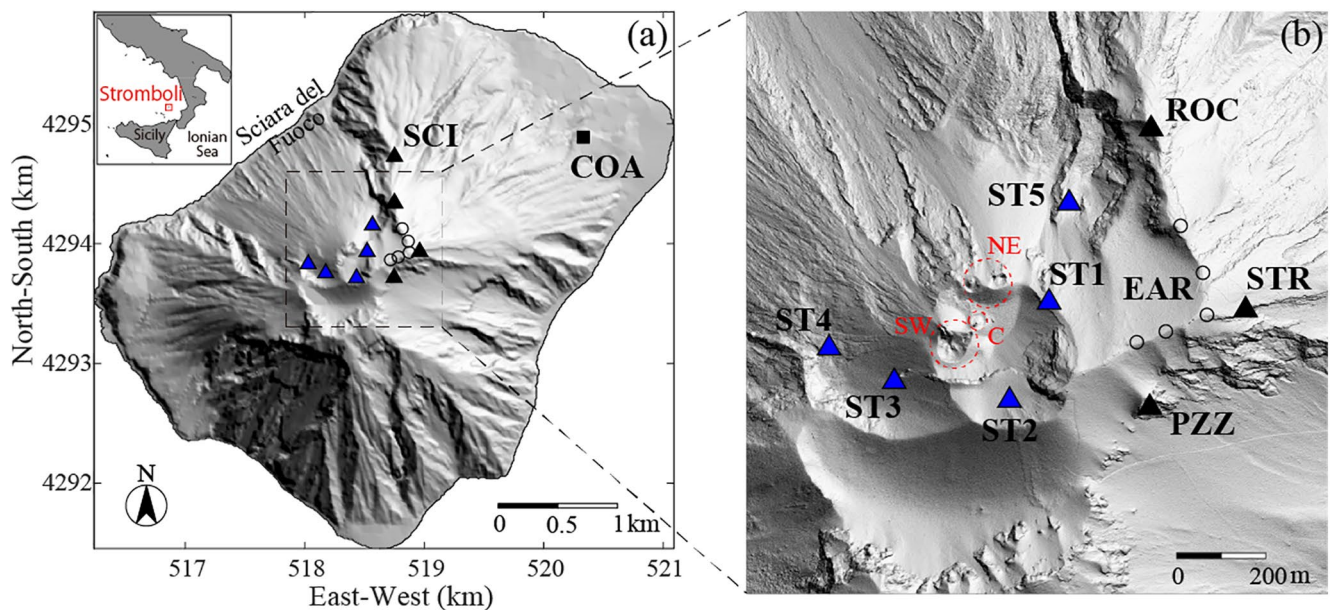 (a)
Stromboli
Sicily
Ionian
Sea
Sciara del
Fuoco
SCI
COA
4295
4294
4293
4292
North-South (km)
N
0 0.5 1km
517 518 519 520 521
East-West (km)
(b)
ROC
ST5
NE
ST1
EAR
STR
SW
C
ST4
ST3
ST2
PZZ
0 200 m